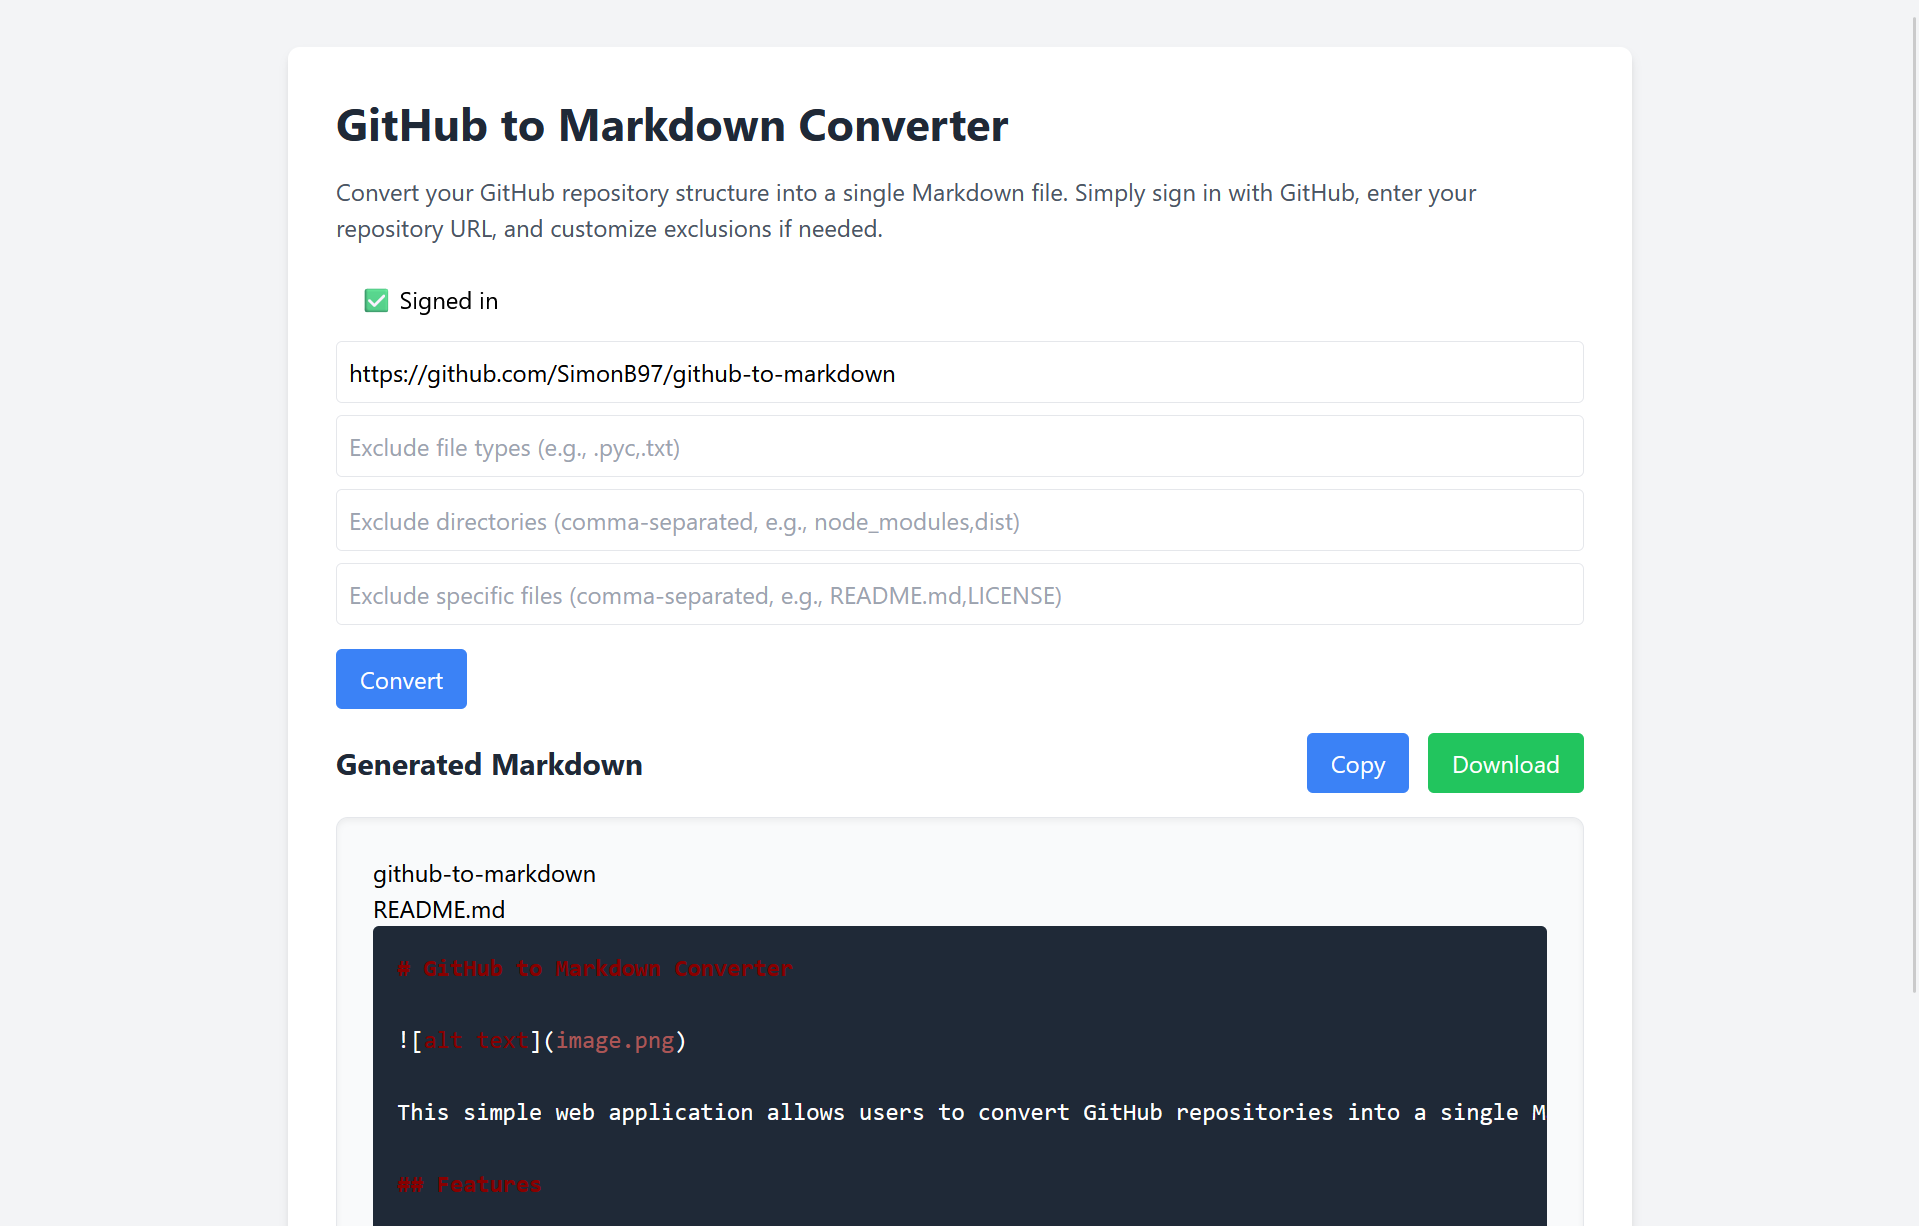 GitHub to Markdown Converter
Convert your GitHub repository structure into a single Markdown file. Simply sign in with GitHub, enter your
repository URL, and customize exclusions if needed.
✅ Signed in
https://github.com/SimonB97/github-to-markdown
Exclude file types (e.g., .pyc,.txt)
Exclude directories (comma-separated, e.g., node_modules,dist)
Exclude specific files (comma-separated, e.g., README.md,LICENSE)
Convert
Generated Markdown
Copy
Download
github-to-markdown
README.md
# GitHub to Markdown Converter
![alt text](image.png)
This simple web application allows users to convert GitHub repositories into a single M
## Features